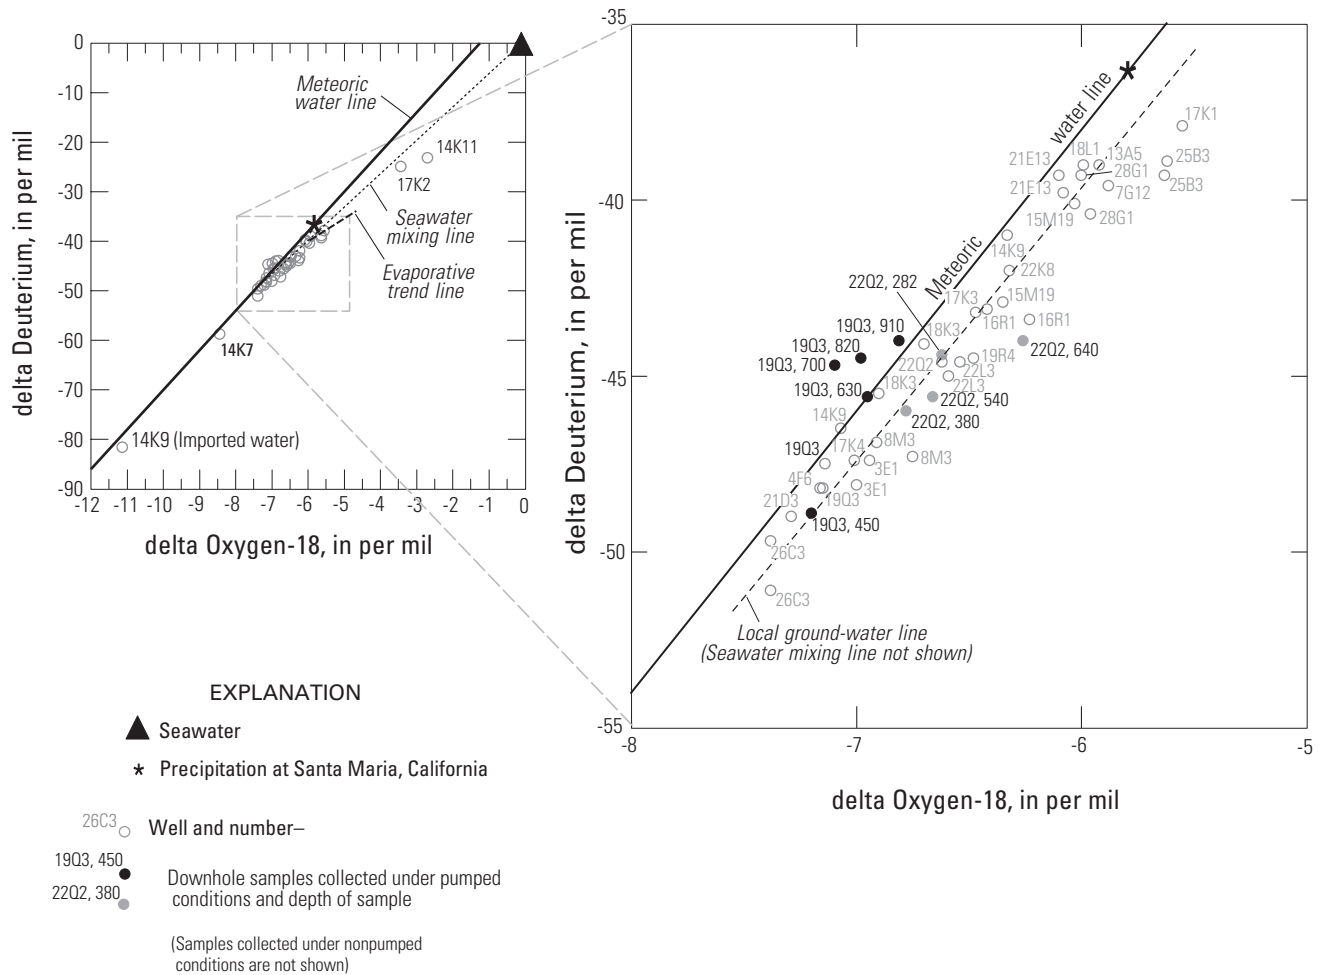 0
-10
-20
-30
-40
-50
-60
-70
-80
-90
-12
-11
-10
-9
-8
-7
-6
-5
-4
-3
-2
-1
0
delta Deuterium, in per mil
delta Oxygen-18, in per mil
Meteoric
water line
14K11
17K2
Seawater
mixing line
Evaporative
trend line
14K7
14K9 (Imported water)
-35
-40
-45
-50
-55
-8
-7
-6
-5
delta Deuterium, in per mil
delta Oxygen-18, in per mil
Meteoric
water line
17K1
18L1
13A5
25B3
21E13
28G1
25B3
21E13
7G12
15M19
28G1
14K9
22K8
22Q2, 282
17K3
15M19
16R1
16R1
19Q3, 910
18K3
19Q3, 820
19R4
22Q2, 640
19Q3, 700
22Q2
22L3
22L3
19Q3, 630
18K3
22Q2, 540
14K9
22Q2, 380
8M3
19Q3
17K4
8M3
3E1
4F6
3E1
21D3
19Q3
19Q3, 450
26C3
26C3
Local ground-water line
(Seawater mixing line not shown)
EXPLANATION
Seawater
Precipitation at Santa Maria, California
26C3
Well and number–
19Q3, 450
22Q2, 380
Downhole samples collected under pumped
conditions and depth of sample
(Samples collected under nonpumped
conditions are not shown)